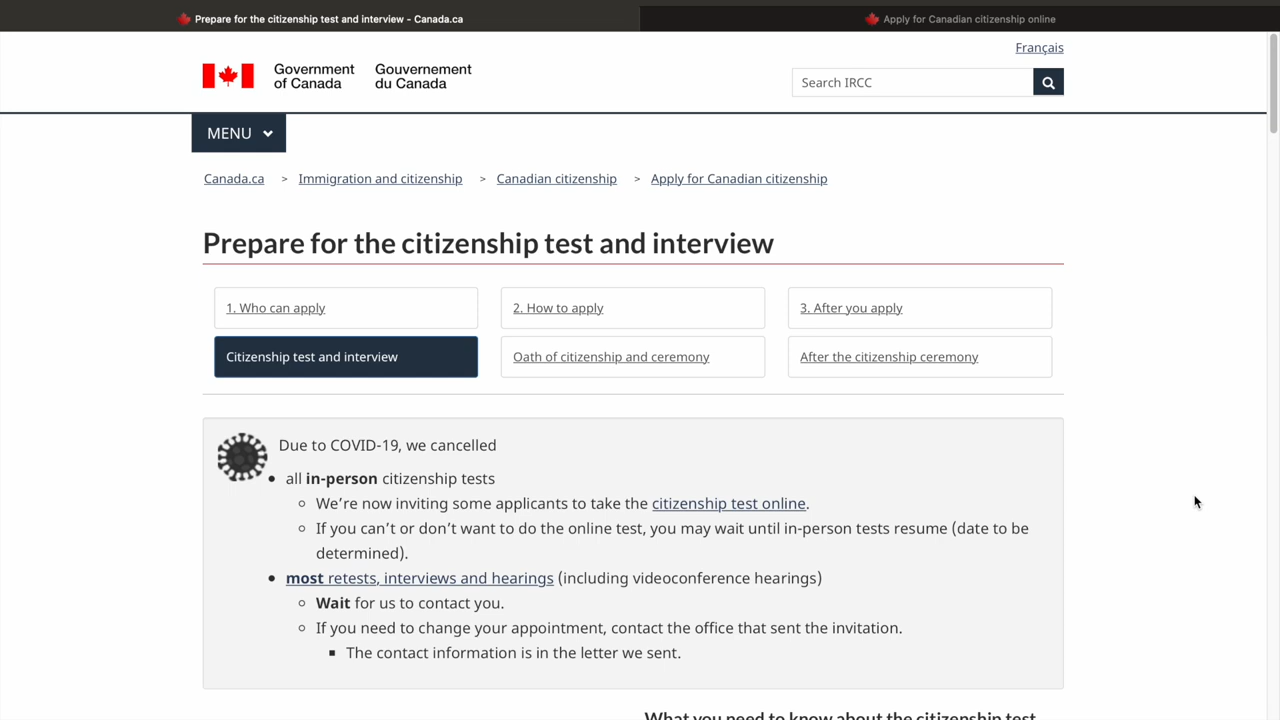 Prepare for the citizenship test and interview - Canada.ca
Apply for Canadian citizenship online
Français
Government of Canada
Gouvernement du Canada
Search IRCC
MENU
Canada.ca > Immigration and citizenship > Canadian citizenship > Apply for Canadian citizenship
Prepare for the citizenship test and interview
1. Who can apply
2. How to apply
3. After you apply
Citizenship test and interview
Oath of citizenship and ceremony
After the citizenship ceremony
Due to COVID-19, we cancelled
all in-person citizenship tests
We're now inviting some applicants to take the citizenship test online.
If you can't or don't want to do the online test, you may wait until in-person tests resume (date to be
determined).
most retests, interviews and hearings (including videoconference hearings)
Wait for us to contact you.
If you need to change your appointment, contact the office that sent the invitation.
The contact information is in the letter we sent.
What you need to know about the citizenship test